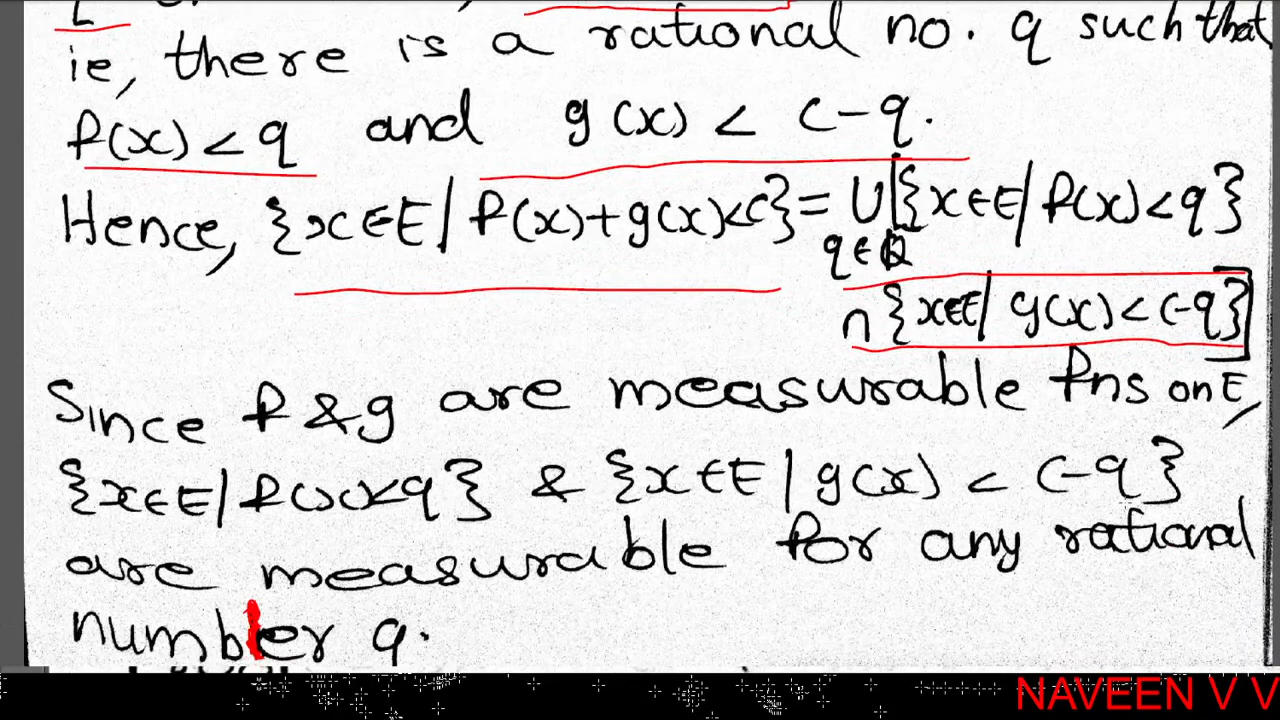 ie, there is a rational no. q such that
f(x) < q and g(x) < c-q.
Hence, {x∈E / f(x)+g(x)<c} = ∪ [{x∈E / f(x)<q}
q∈ℚ
∩ {x∈E / g(x) < c-q}]
Since f & g are measurable fns on E,
{x∈E / f(x)<q} & {x∈E / g(x) < c-q}
are measurable for any rational
number q.
NAVEEN V V